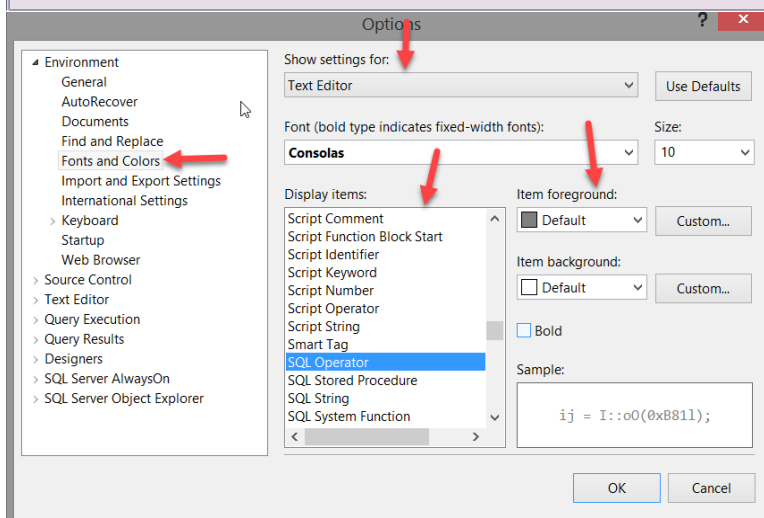 Options
?
×
Environment
General
AutoRecover
Documents
Find and Replace
Fonts and Colors
Import and Export Settings
International Settings
Keyboard
Startup
Web Browser
Source Control
Text Editor
Query Execution
Query Results
Designers
SQL Server AlwaysOn
SQL Server Object Explorer
Show settings for:
Text Editor
Use Defaults
Font (bold type indicates fixed-width fonts):
Size:
Consolas
10
Display items:
Script Comment
Script Function Block Start
Script Identifier
Script Keyword
Script Number
Script Operator
Script String
Smart Tag
SQL Operator
SQL Stored Procedure
SQL String
SQL System Function
Item foreground:
Default
Custom...
Item background:
Default
Custom...
Bold
Sample:
ij = I::oO(0xB81l);
OK
Cancel